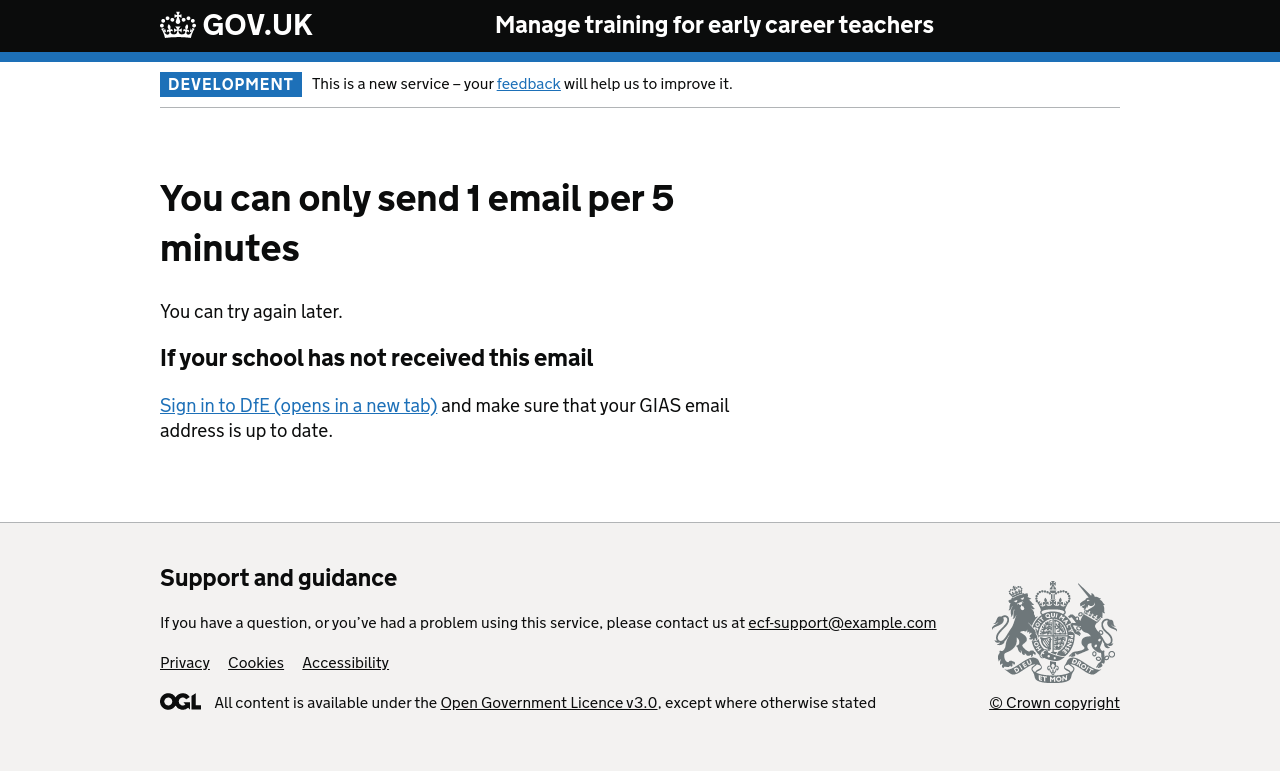 GOV.UK Manage training for early career teachers
DEVELOPMENT This is a new service – your feedback will help us to improve it.
You can only send 1 email per 5
minutes
You can try again later.
If your school has not received this email
Sign in to DfE (opens in a new tab) and make sure that your GIAS email
address is up to date.
Support and guidance
If you have a question, or you’ve had a problem using this service, please contact us at ecf-support@example.com
Privacy Cookies Accessibility
OGL All content is available under the Open Government Licence v3.0, except where otherwise stated
© Crown copyright